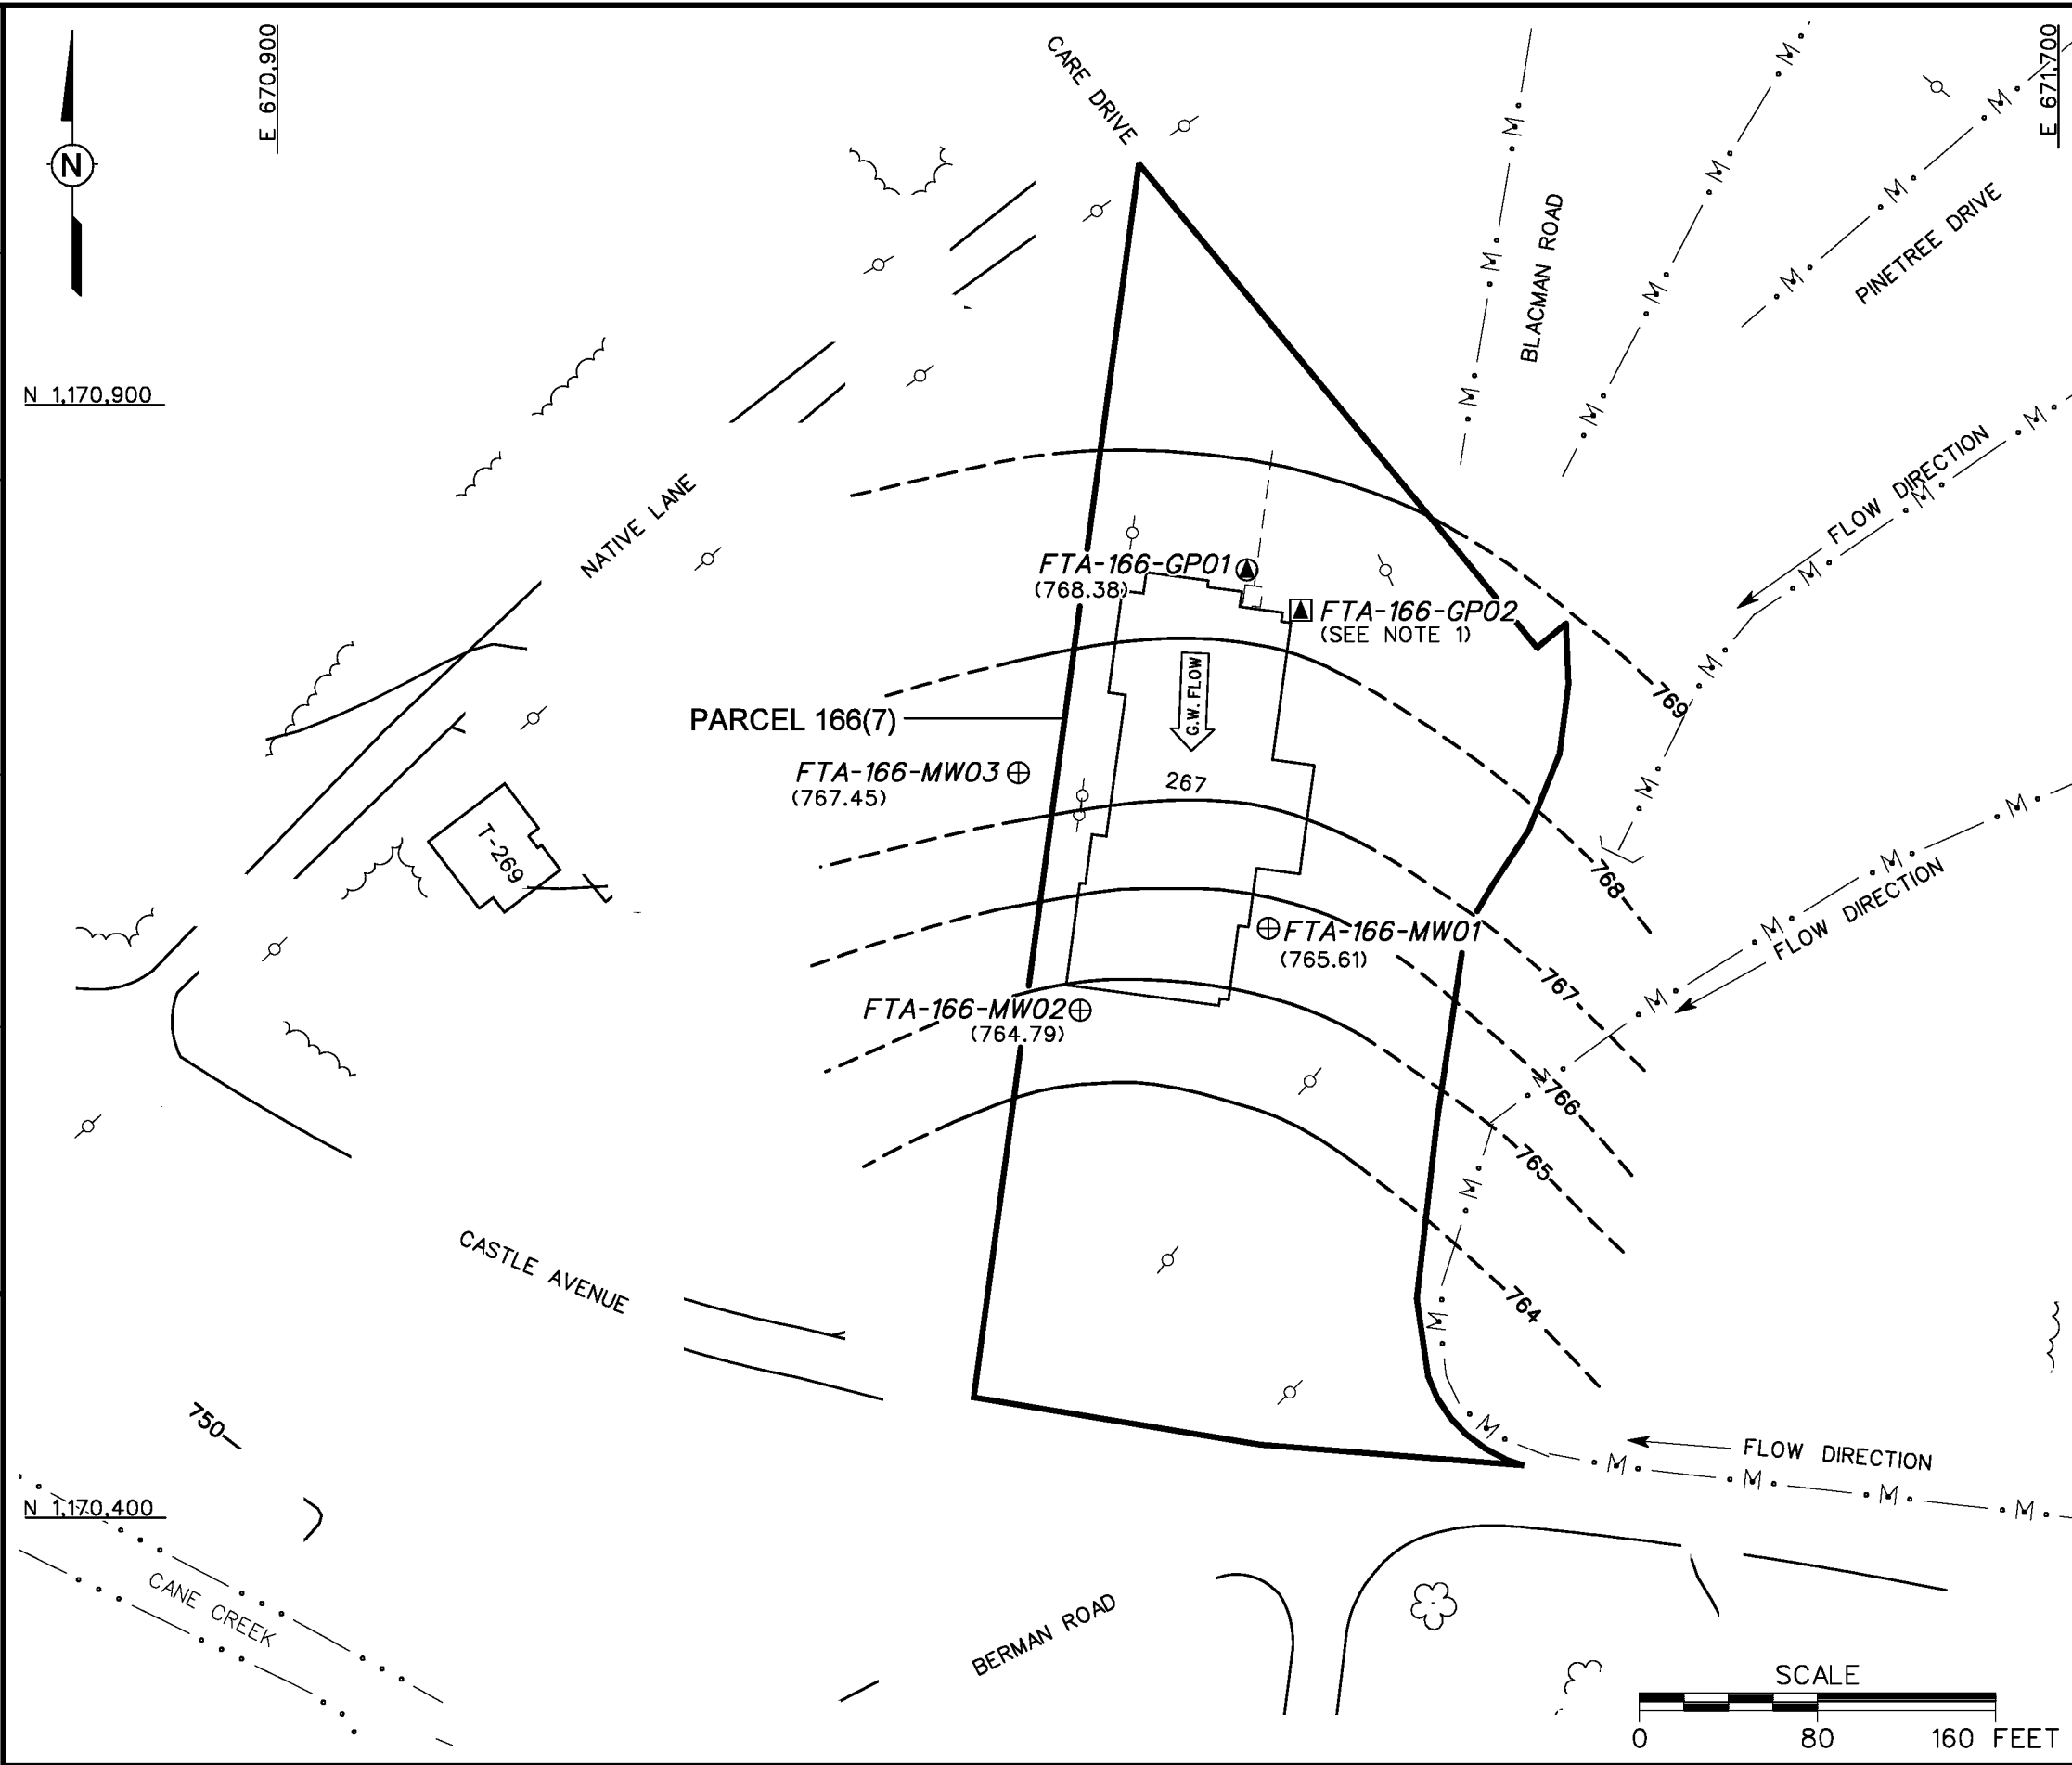 E 670,900
E 671,700
N
CARE DRIVE
BLACMAN ROAD
PINETREE DRIVE
N 1,170,900
FLOW DIRECTION
NATIVE LANE
FTA-166-GP01
(768.38)
FTA-166-GP02
(SEE NOTE 1)
G.W. FLOW
769
PARCEL 166(7)
FTA-166-MW03
(767.45)
267
T-269
768
FLOW DIRECTION
FTA-166-MW01
(765.61)
767
FTA-166-MW02
(764.79)
766
765
CASTLE AVENUE
764
750
FLOW DIRECTION
N 1,170,400
CANE CREEK
BERMAN ROAD
SCALE
0 80 160 FEET
M M M M
M M M M M
M M M M
M M M M M
M M M M M
M M M M M M M